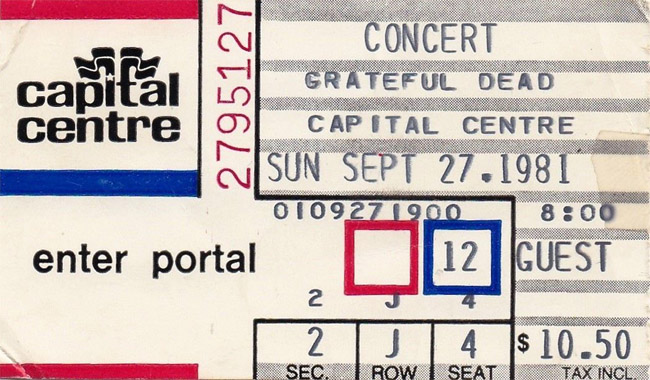 capital
centre
2795127
CONCERT
GRATEFUL DEAD
CAPITAL CENTRE
SUN SEPT 27.1981
0109271900 8:00
enter portal 12 GUEST
2 J 4
2 J 4 $10.50
SEC. ROW SEAT TAX INCL.